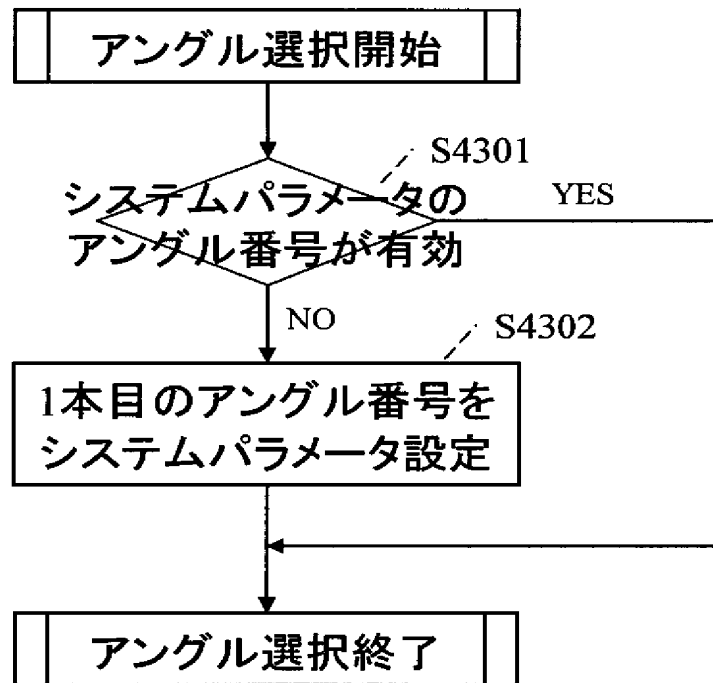 アングル選択開始
S4301
システムパラメータの
アングル番号が有効
YES
NO
S4302
1本目のアングル番号を
システムパラメータ設定
アングル選択終了